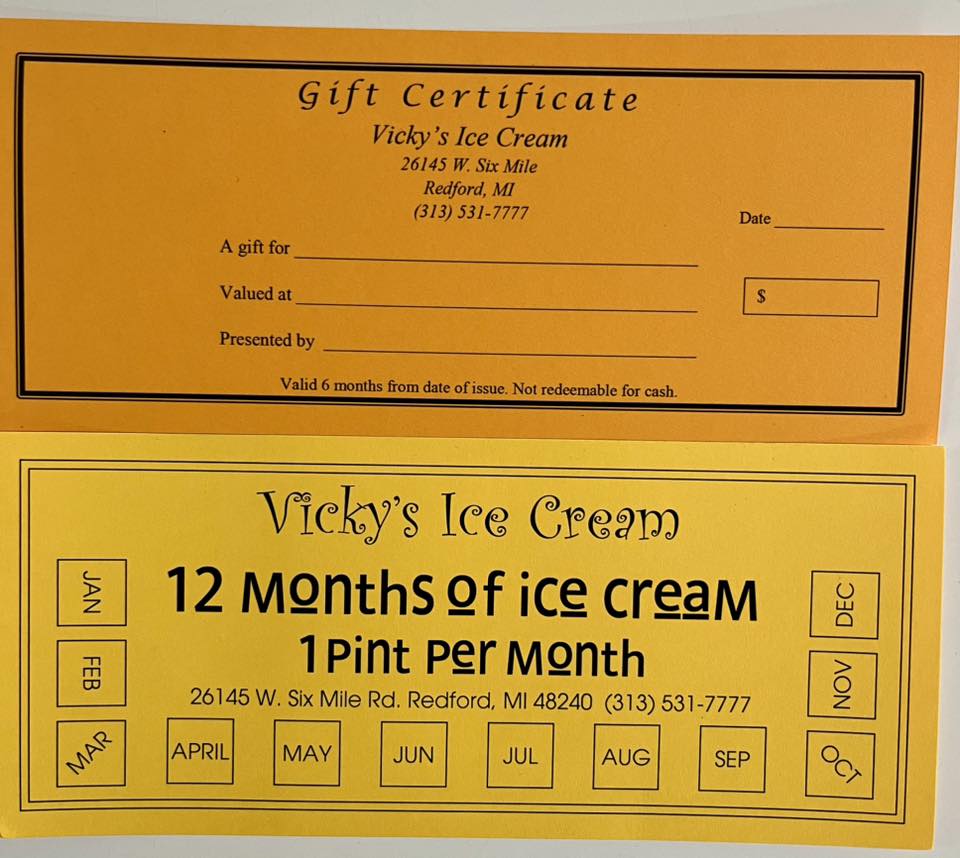 Gift Certificate
Vicky's Ice Cream
26145 W. Six Mile
Redford, MI
(313) 531-7777
Date
A gift for
Valued at
$
Presented by
Valid 6 months from date of issue. Not redeemable for cash.
Vicky's Ice Cream
12 Months of ice cream
1 Pint Per Month
26145 W. Six Mile Rd. Redford, MI 48240 (313) 531-7777
JAN
FEB
MAR
APRIL
MAY
JUN
JUL
AUG
SEP
OCT
NOV
DEC